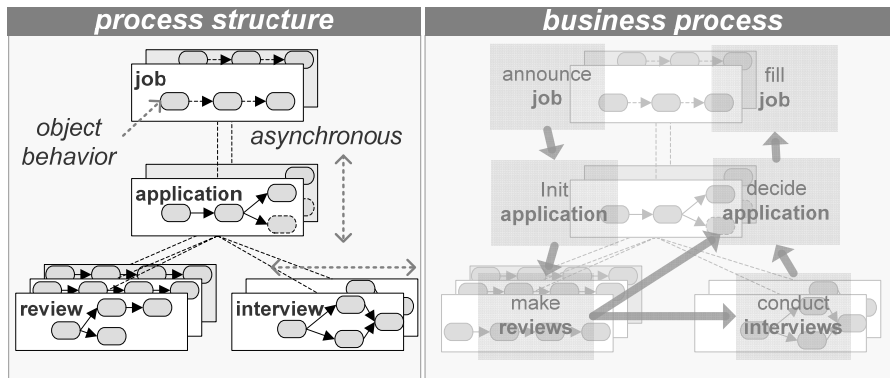 process structure
job
object
behavior
asynchronous
application
review
interview
business process
announce
job
fill
job
Init
application
decide
application
make
reviews
conduct
interviews